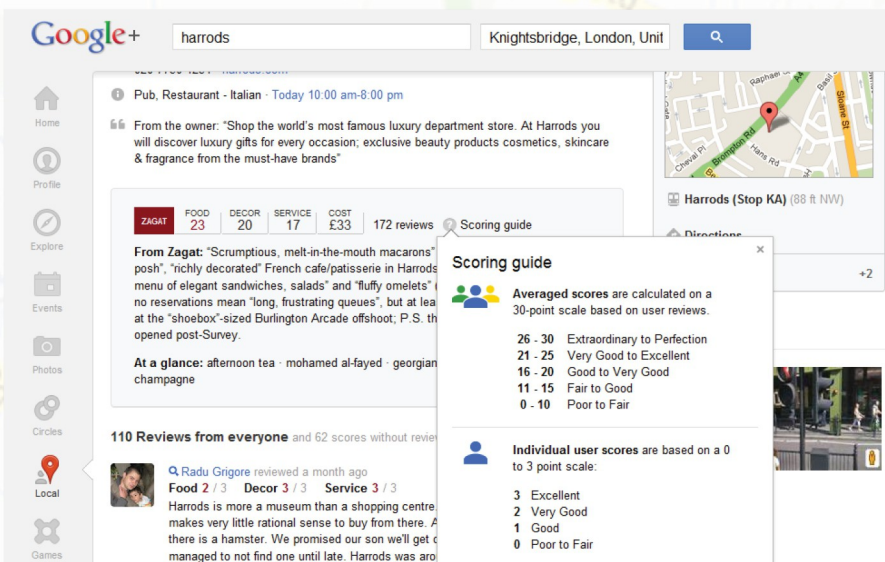 Google+
harrods
Knightsbridge, London, Unit
harrods.com
Pub, Restaurant - Italian · Today 10:00 am-8:00 pm
From the owner: “Shop the world’s most famous luxury department store. At Harrods you
will discover luxury gifts for every occasion; exclusive beauty products cosmetics, skincare
& fragrance from the must-have brands”
ZAGAT
FOOD DECOR SERVICE COST
23 20 17 £33
172 reviews ? Scoring guide
From Zagat: “Scrumptious, melt-in-the-mouth macarons”
posh”, “richly decorated” French cafe/patisserie in Harrods
menu of elegant sandwiches, salads” and “fluffy omelets” (
no reservations mean “long, frustrating queues”, but at lea
at the “shoebox”-sized Burlington Arcade offshoot; P.S. th
opened post-Survey.
At a glance: afternoon tea · mohamed al-fayed · georgian
champagne
110 Reviews from everyone and 62 scores without revie
Radu Grigore reviewed a month ago
Food 2 / 3 Decor 3 / 3 Service 3 / 3
Harrods is more a museum than a shopping centre.
makes very little rational sense to buy from there. A
there is a hamster. We promised our son we'll get
managed to not find one until late. Harrods was aro
Home
Profile
Explore
Events
Photos
Circles
Local
Games
Scoring guide
×
Averaged scores are calculated on a
30-point scale based on user reviews.
26 - 30 Extraordinary to Perfection
21 - 25 Very Good to Excellent
16 - 20 Good to Very Good
11 - 15 Fair to Good
0 - 10 Poor to Fair
Individual user scores are based on a 0
to 3 point scale:
3 Excellent
2 Very Good
1 Good
0 Poor to Fair
Raphael
Basil
Sloane St
Brompton Rd
Cheval Pl
Hans Rd
Harrods (Stop KA) (88 ft NW)
Directions
+2